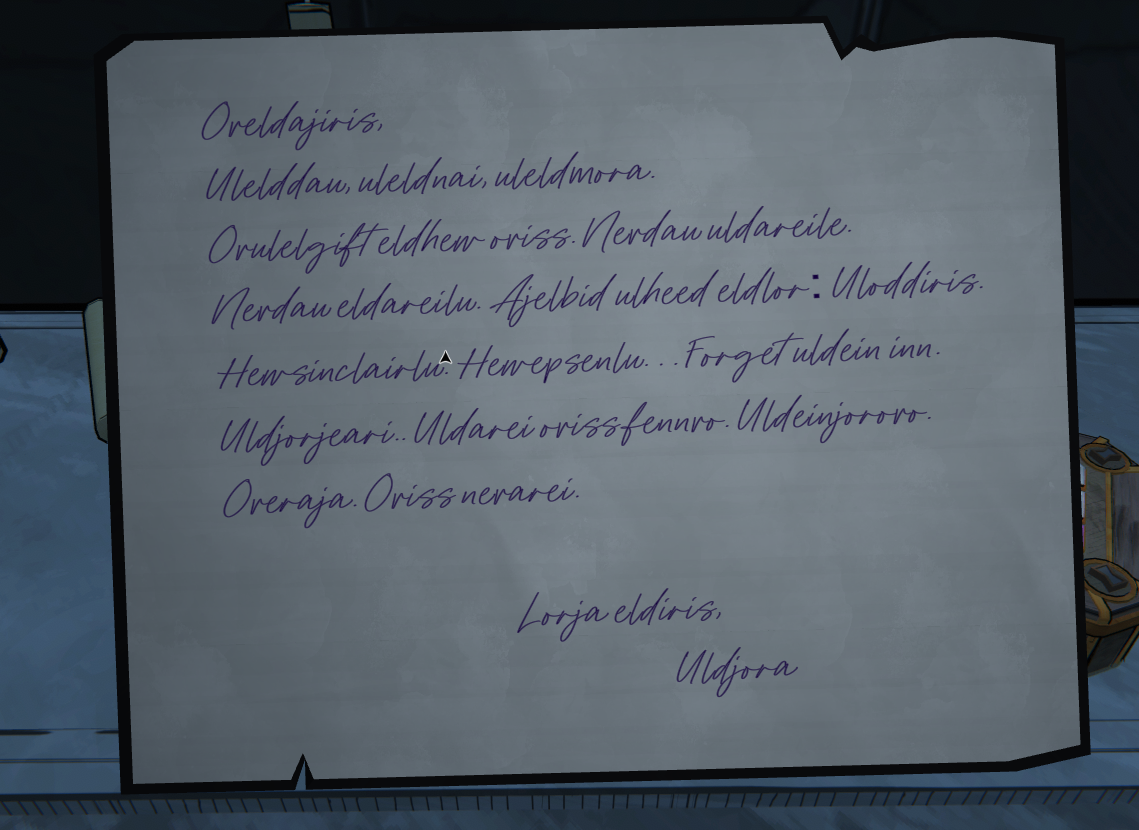 Oreldajiris,
Ulelddau, uleldnai, uleldmora.
Orulelgift eldhew oriss. Nerdau uldareile.
Nerdau eldareilu. Ajelbid ulheed eldlor: Uloddiris.
Hewsinclairlu. Hewepsenlu... Forget uldein inn.
Uldjorjeari.. Uldarei orissfennro. Uldeinjororo.
Oreraja. Oriss nerarei.
Lorja eldiris,
Uldjora